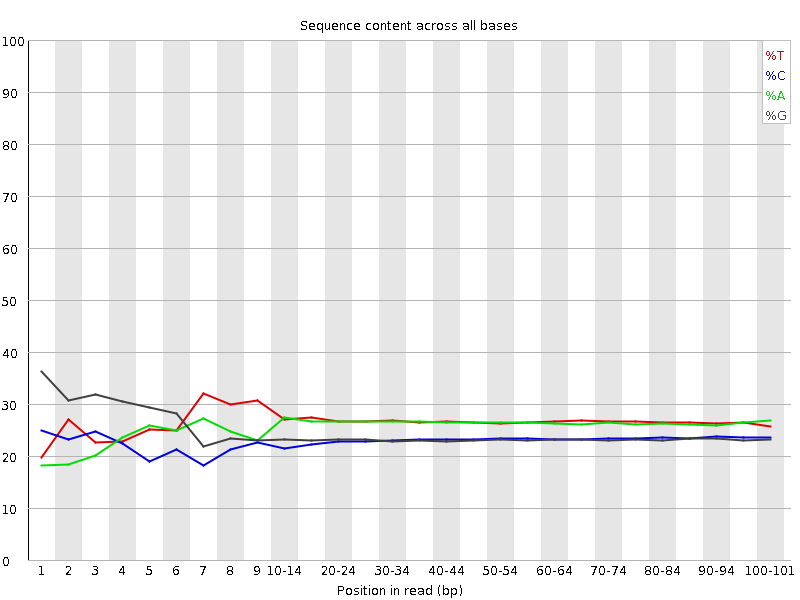 Sequence content across all bases
100
90
80
70
60
50
40
30
20
10
0
%T
%C
%A
%G
1 2 3 4 5 6 7 8 9 10-14 20-24 30-34 40-44 50-54 60-64 70-74 80-84 90-94 100-101
Position in read (bp)